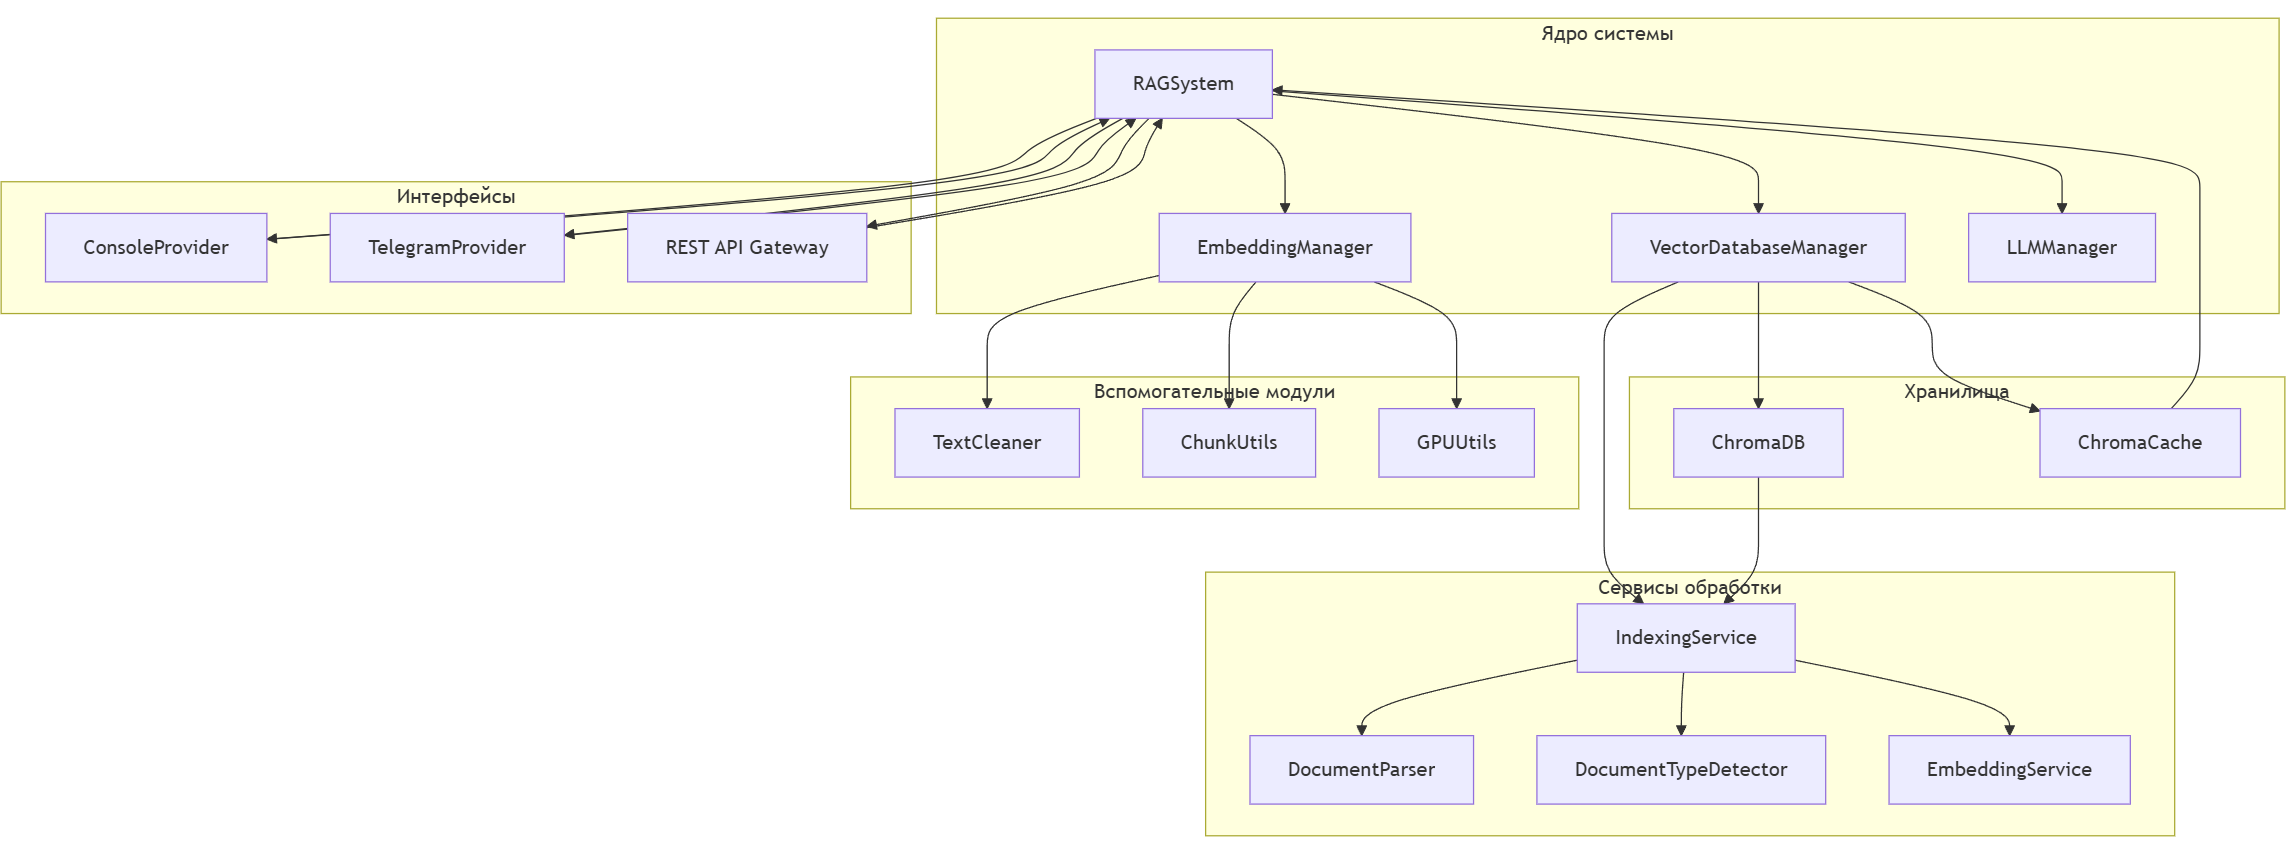 Ядро системы
RAGSystem
Интерфейсы
ConsoleProvider
TelegramProvider
REST API Gateway
EmbeddingManager
VectorDatabaseManager
LLMManager
Вспомогательные модули
TextCleaner
ChunkUtils
GPUUtils
Хранилища
ChromaDB
ChromaCache
Сервисы обработки
IndexingService
DocumentParser
DocumentTypeDetector
EmbeddingService